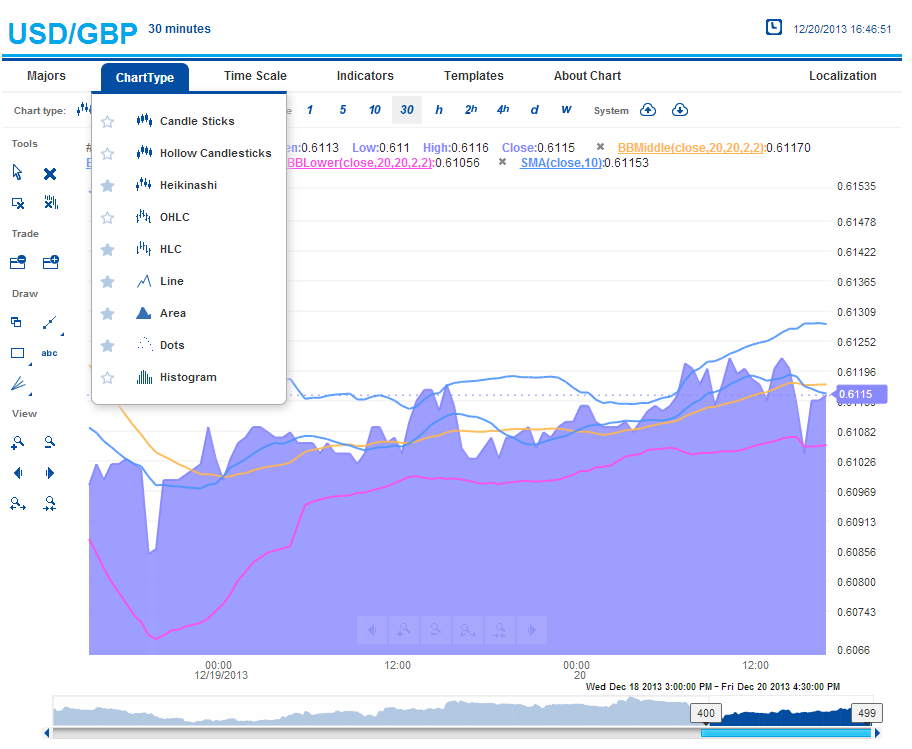 USD/GBP 30 minutes 12/20/2013 16:46:51
Majors ChartType Time Scale Indicators Templates About Chart Localization
Chart type: 1 5 10 30 h 2h 4h d w System
Tools
Candle Sticks
Hollow Candlesticks
Heikinashi
OHLC
HLC
Line
Area
Dots
Histogram
:0.6113 Low:0.611 High:0.6116 Close:0.6115 BBMiddle(close,20,20,2,2):0.61170
BBLower(close,20,20,2,2):0.61056 SMA(close,10):0.61153
Trade
Draw
abc
View
0.61535
0.61478
0.61422
0.61365
0.61309
0.61252
0.61196
0.6115
0.61082
0.61026
0.60969
0.60913
0.60856
0.60800
0.60743
0.6066
00:00 12:00 00:00 12:00
12/19/2013 20
Wed Dec 18 2013 3:00:00 PM - Fri Dec 20 2013 4:30:00 PM
400 499